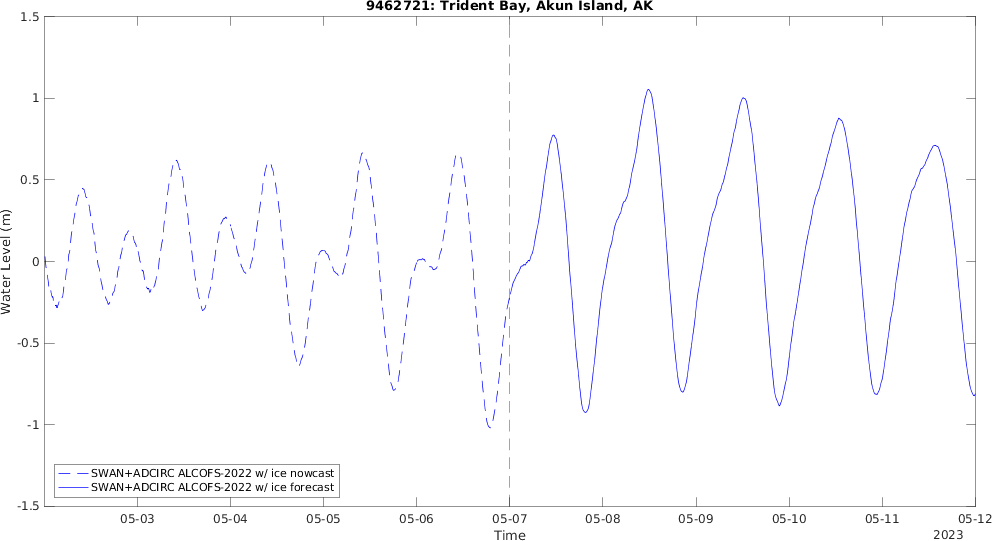 9462721: Trident Bay, Akun Island, AK
1.5
1
0.5
0
-0.5
-1
-1.5
Water Level (m)
SWAN+ADCIRC ALCOFS-2022 w/ ice nowcast
SWAN+ADCIRC ALCOFS-2022 w/ ice forecast
05-03 05-04 05-05 05-06 05-07 05-08 05-09 05-10 05-11 05-12
Time
2023